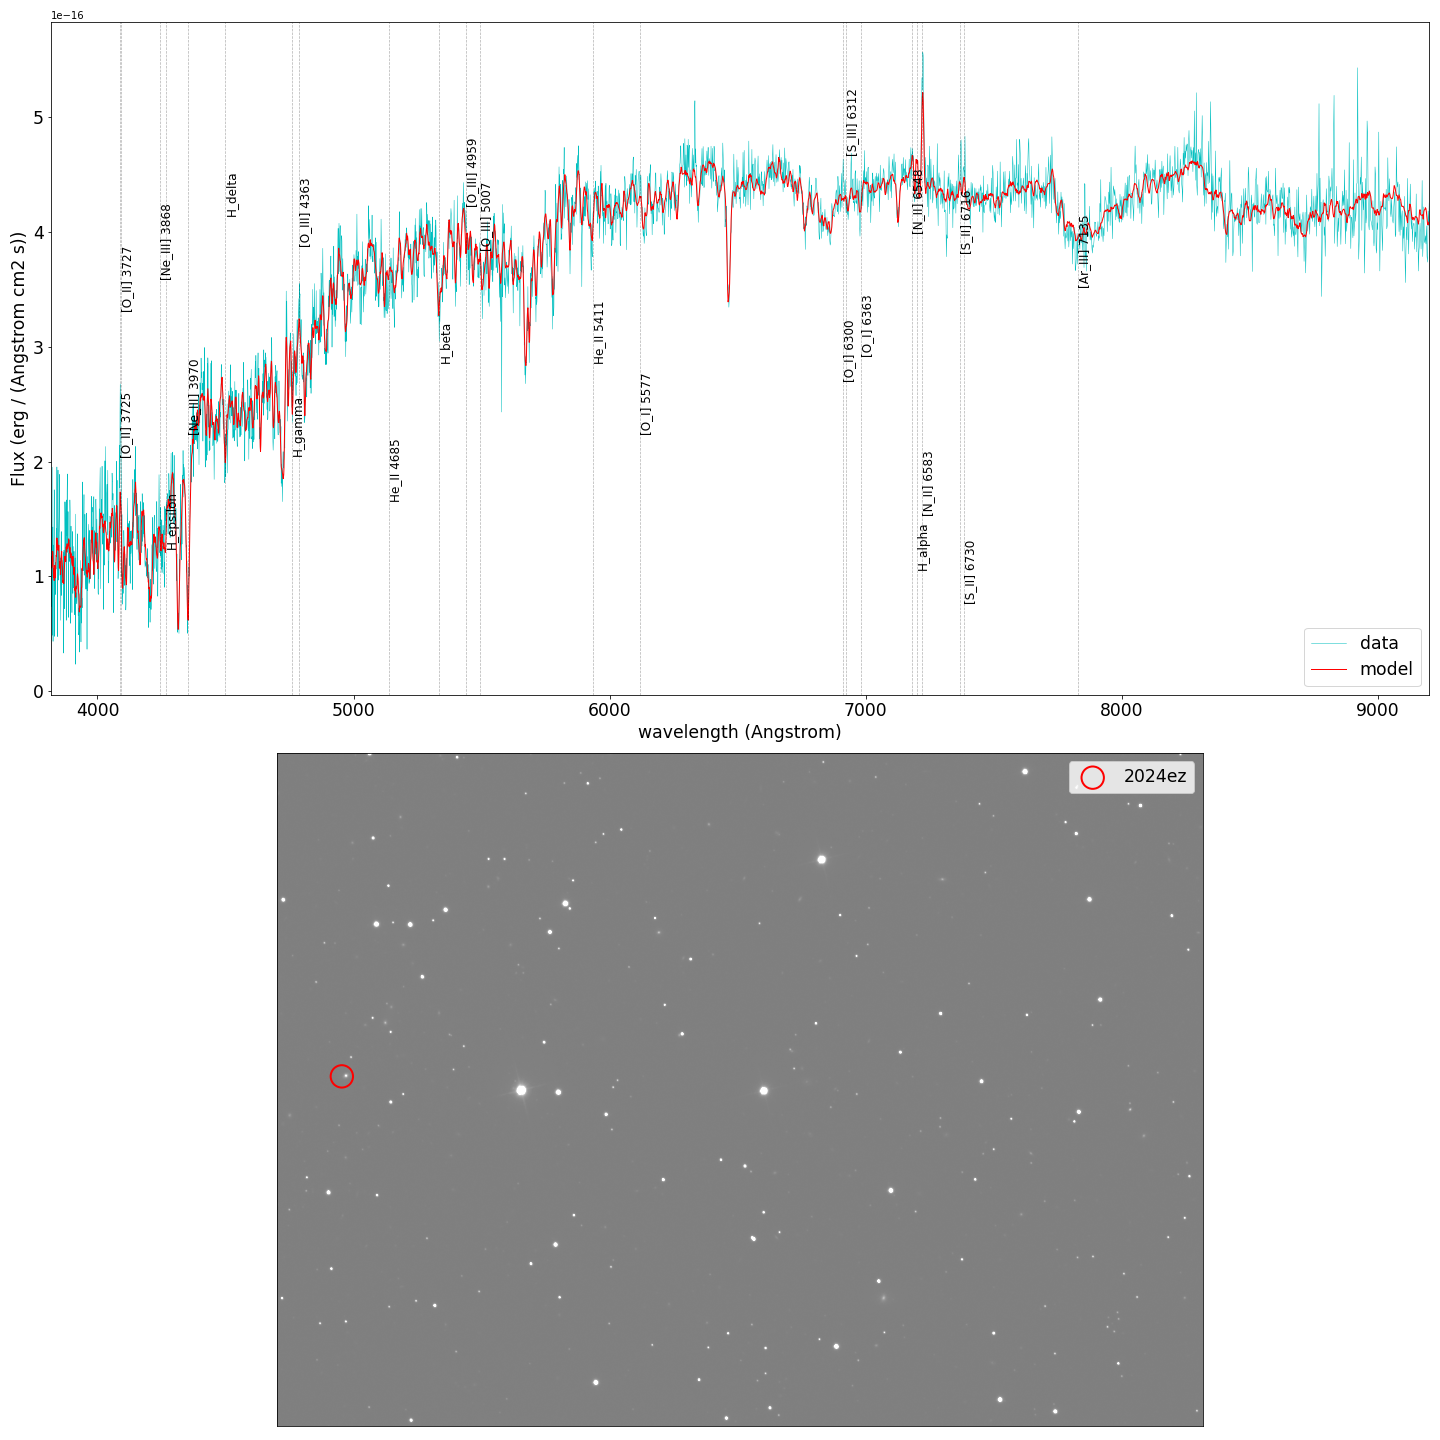 1e−16
Flux (erg / (Angstrom cm2 s))
5
4
3
2
1
0
4000
5000
6000
7000
8000
9000
wavelength (Angstrom)
[O_II] 3725
[O_II] 3727
[Ne_III] 3868
H_epsilon
[Ne_III] 3970
H_delta
H_gamma
[O_III] 4363
He_II 4685
H_beta
[O_III] 4959
[O_III] 5007
He_II 5411
[O_I] 5577
[O_I] 6300
[S_III] 6312
[O_I] 6363
[N_II] 6548
H_alpha
[N_II] 6583
[S_II] 6716
[S_II] 6730
[Ar_III] 7135
data
model
2024ez